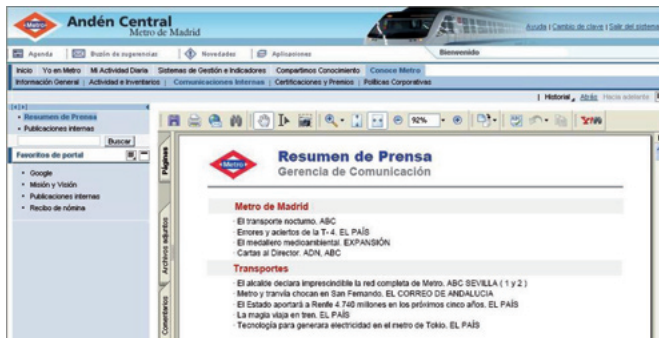 Metro
Andén Central
Metro de Madrid
Ayuda | Cambio de clave | Salir del sistema
Agenda | Buzón de sugerencias | Novedades | Aplicaciones
Bienvenido
Inicio Yo en Metro Mi Actividad Diaria Sistemas de Gestión e Indicadores Compartimos Conocimiento Conoce Metro
Información General | Actividad e Inventarios | Comunicaciones Internas | Certificaciones y Premios | Políticas Corporativas
| Historial Atrás Hacia adelante
• Resumen de Prensa
• Publicaciones internas
Buscar
Favoritos de portal
• Google
• Misión y Visión
• Publicaciones internas
• Recibo de nómina
92%
Páginas
Archivos adjuntos
Comentarios
Metro
Resumen de Prensa
Gerencia de Comunicación
Metro de Madrid
· El transporte nocturno. ABC
· Errores y aciertos de la T- 4. EL PAÍS
· El medallero medioambiental. EXPANSIÓN
· Cartas al Director. ADN, ABC
Transportes
· El alcalde declara imprescindible la red completa de Metro. ABC SEVILLA ( 1 y 2 )
· Metro y tranvía chocan en San Fernando. EL CORREO DE ANDALUCIA
· El Estado aportará a Renfe 4.740 millones en los próximos cinco años. EL PAÍS
· La magia viaja en tren. EL PAÍS
· Tecnología para generara electricidad en el metro de Tokio. EL PAÍS